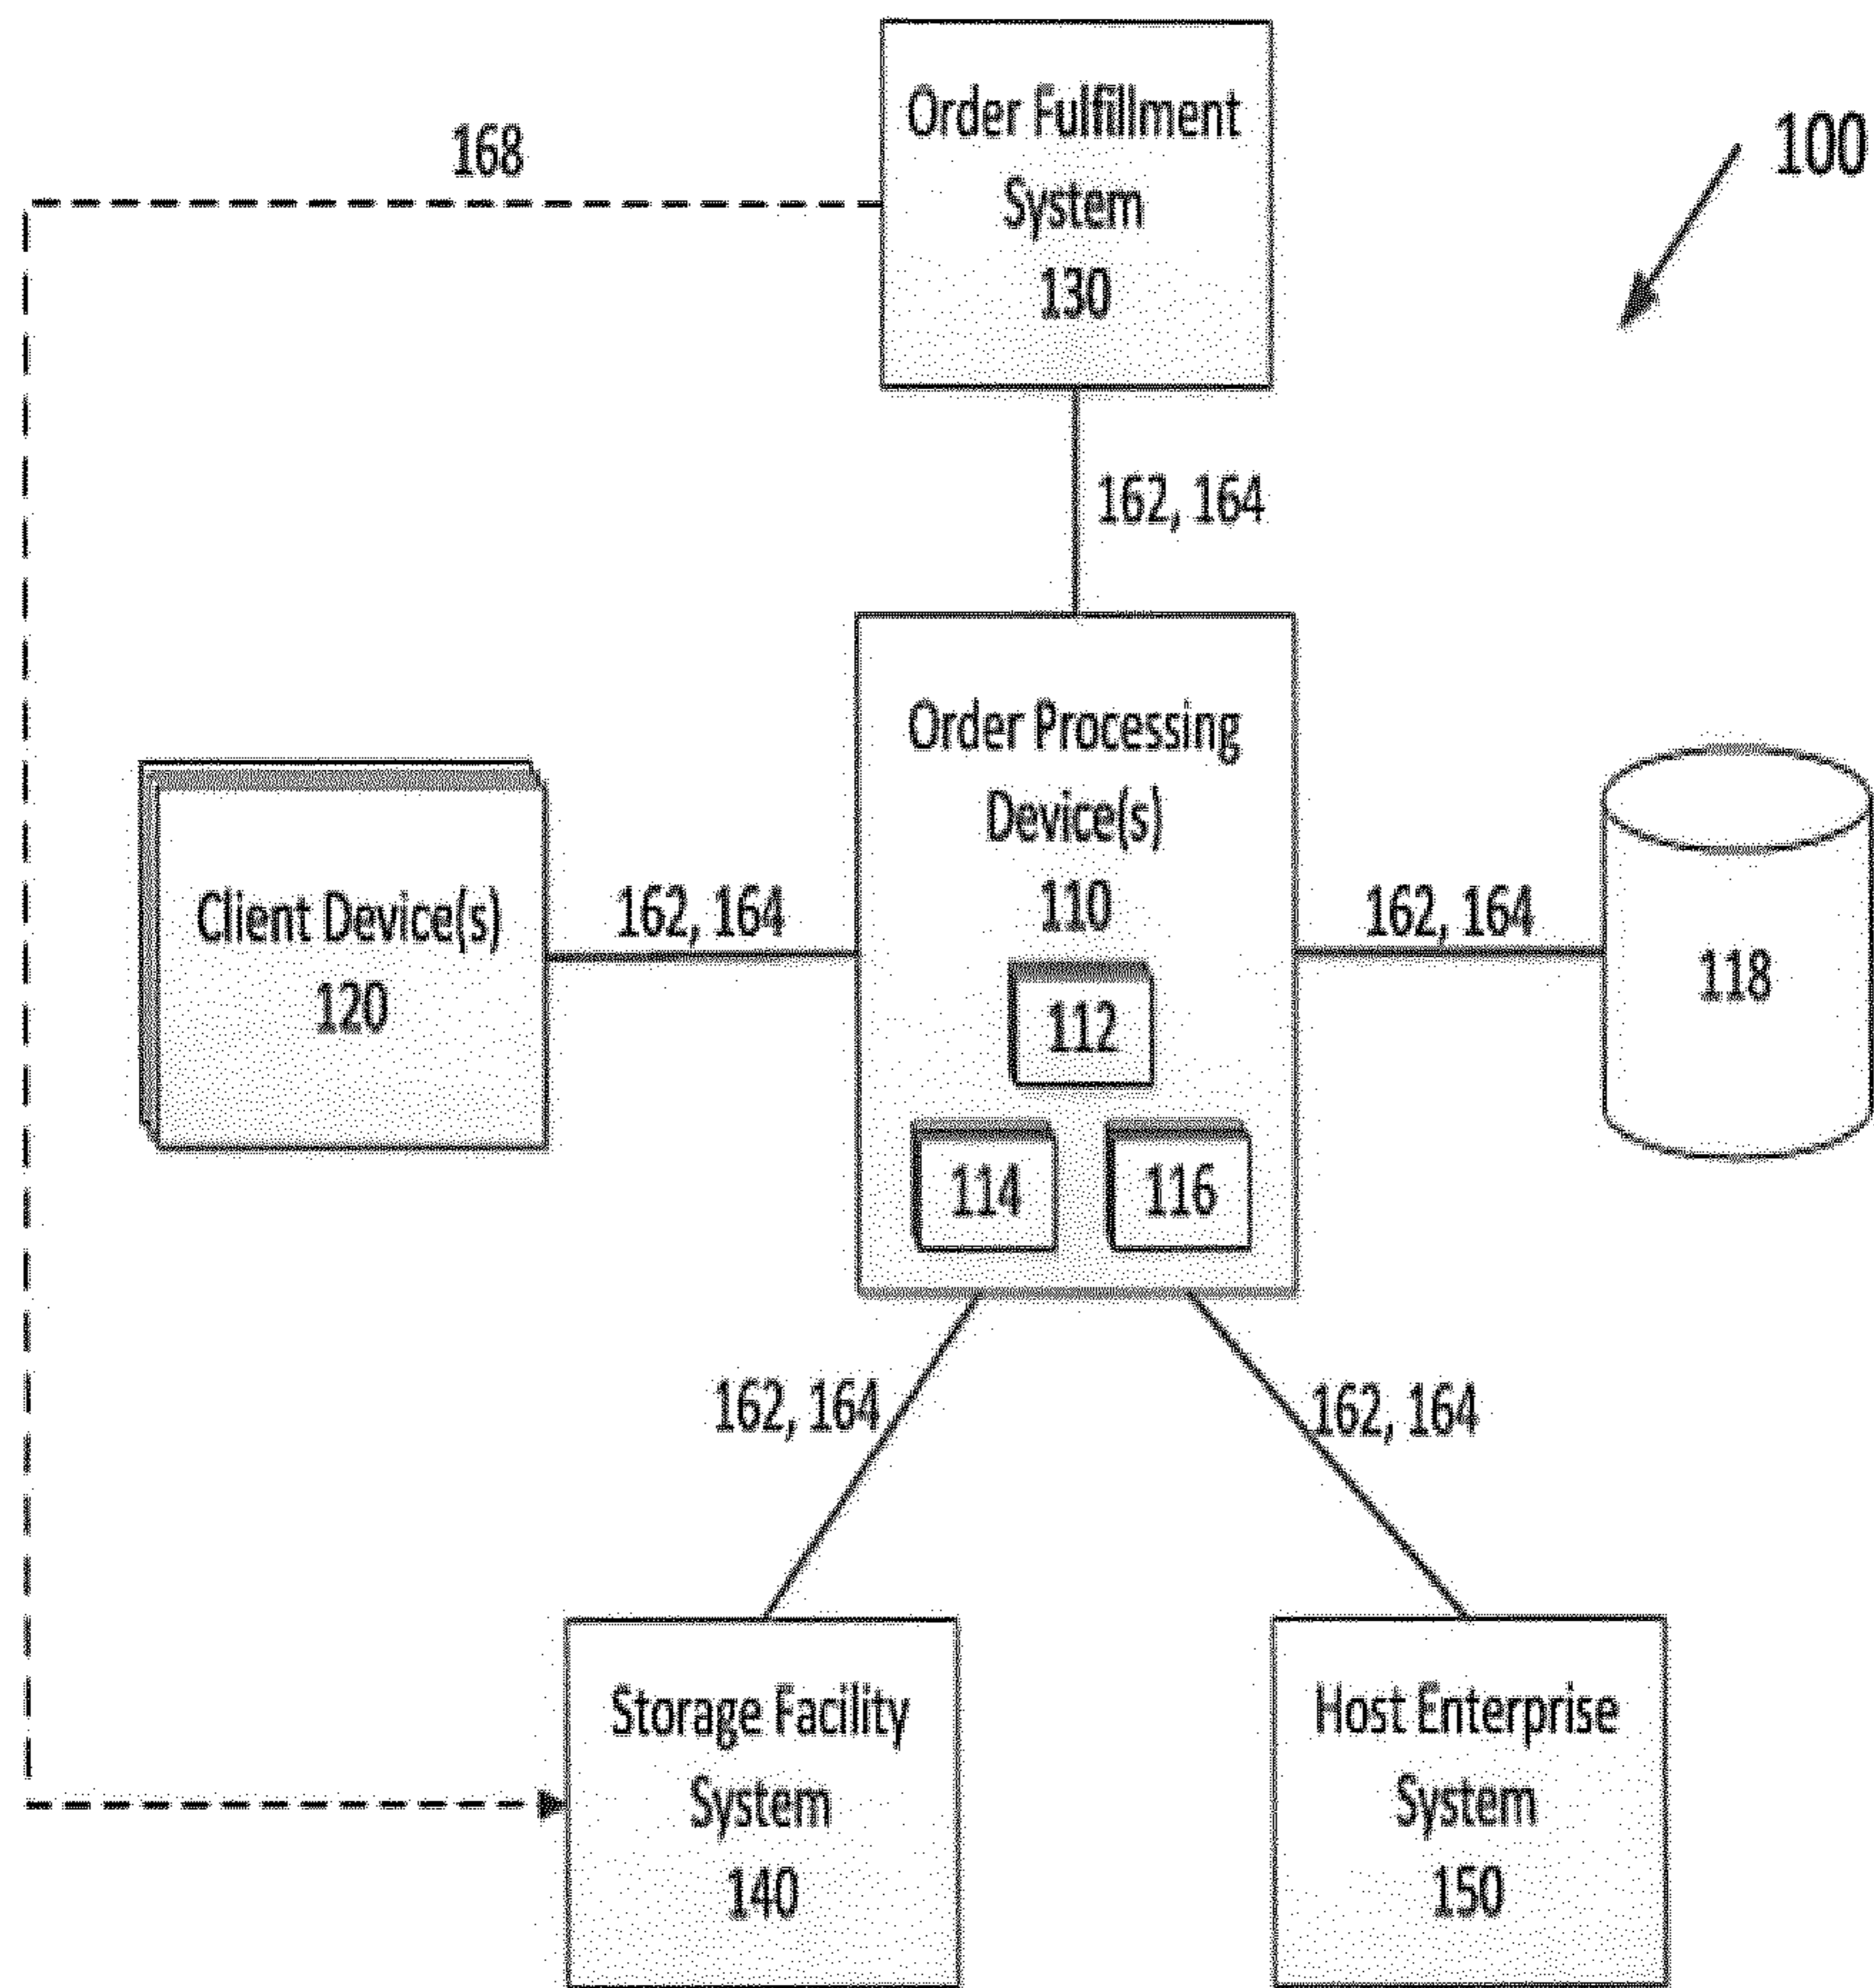 Order Fulfillment
System
130
168
100
162, 164
Order Processing
Device(s)
110
Client Device(s)
120
162, 164
162, 164
118
112
114
116
162, 164
162, 164
Storage Facility
System
140
Host Enterprise
System
150